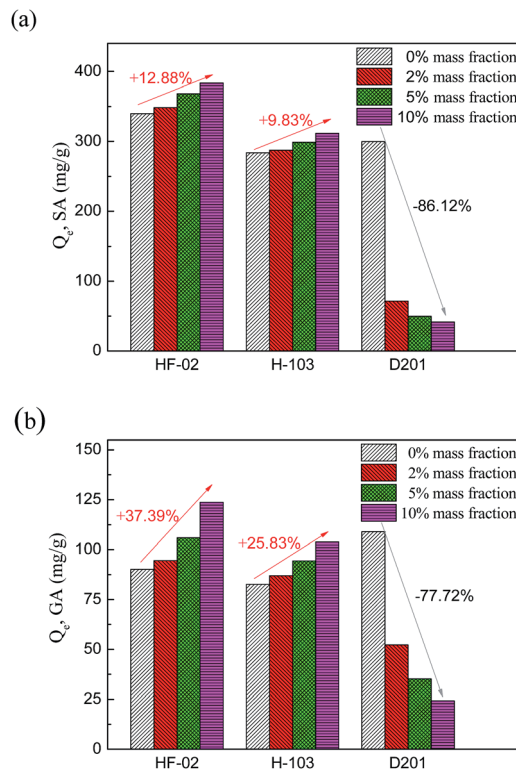 (a)
+12.88%
+9.83%
-86.12%
0% mass fraction
2% mass fraction
5% mass fraction
10% mass fraction
400
300
200
100
0
Qe, SA (mg/g)
HF-02 H-103 D201
(b)
+37.39%
+25.83%
-77.72%
0% mass fraction
2% mass fraction
5% mass fraction
10% mass fraction
150
125
100
75
50
25
0
Qe, GA (mg/g)
HF-02 H-103 D201